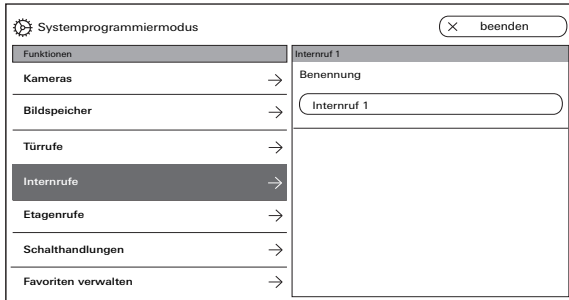 Systemprogrammiermodus
beenden
Funktionen
Kameras
Bildspeicher
Türrufe
Internrufe
Etagenrufe
Schalthandlungen
Favoriten verwalten
Internruf 1
Benennung
Internruf 1